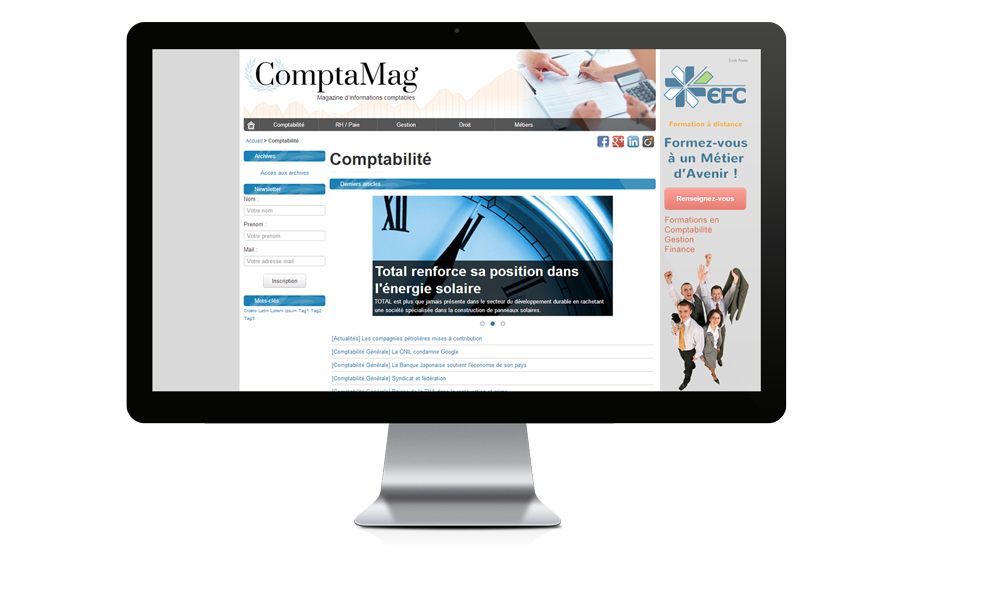 ComptaMag
Magazine d'informations comptables
Comptabilité
RH / Paie
Gestion
Droit
Métiers
Accueil > Comptabilité
Archives
Accès aux archives
Newsletter
Nom :
Votre nom
Prenom :
Votre prenom
Mail :
Votre adresse mail
Inscription
Mots-clés
Claero Latin Lorem ipsum Tag1 Tag2
Tag3
Comptabilité
Derniers articles
XII
Total renforce sa position dans
l'énergie solaire
TOTAL est plus que jamais présente dans le secteur du développement durable en rachetant
une société spécialisée dans la construction de panneaux solaires.
[Actualités] Les compagnies pétrolières mises à contribution
[Comptabilité Générale] La CNIL condamne Google
[Comptabilité Générale] La Banque Japonaise soutient l'économie de son pays
[Comptabilité Générale] Syndicat et fédération
EFC
Formation à distance
Formez-vous
à un Métier
d'Avenir !
Renseignez-vous
Formations en
Comptabilité
Gestion
Finance